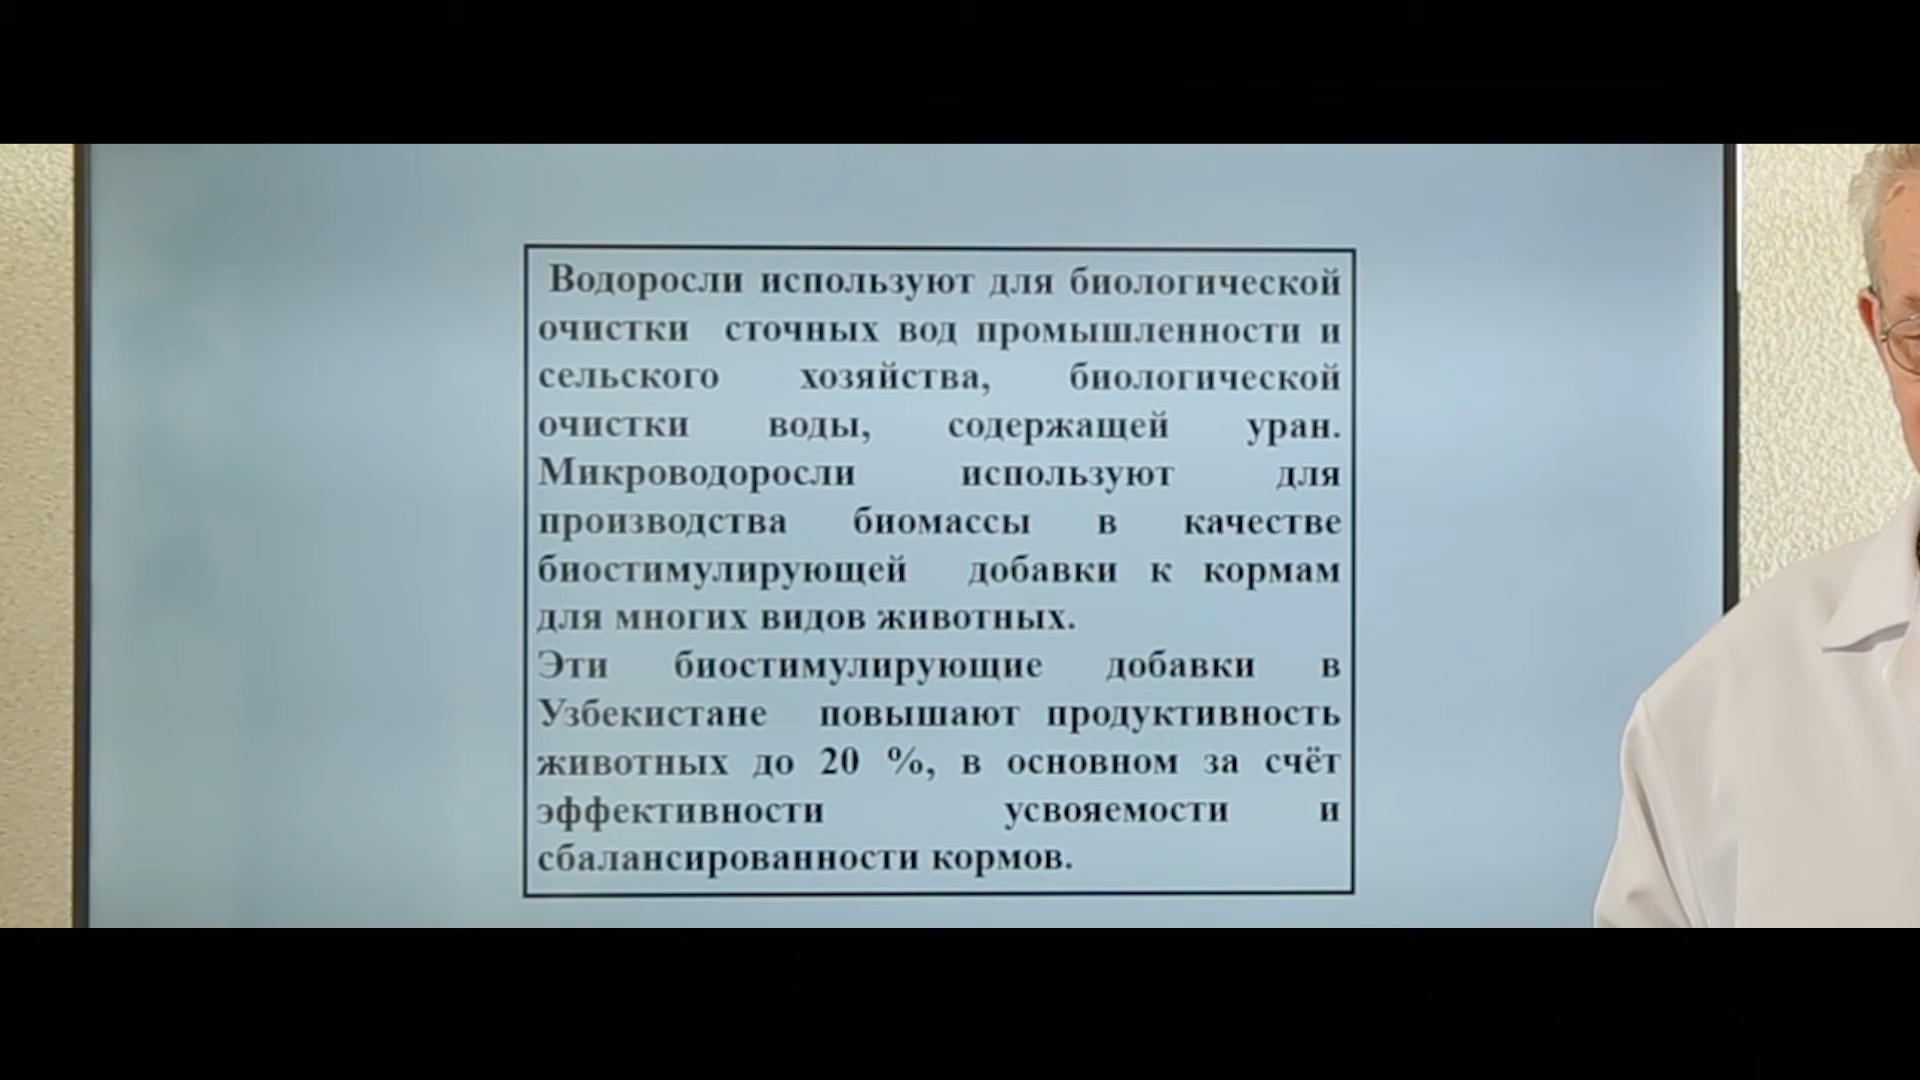 Водоросли используют для биологической
очистки сточных вод промышленности и
сельского хозяйства, биологической
очистки воды, содержащей уран.
Микроводоросли используют для
производства биомассы в качестве
биостимулирующей добавки к кормам
для многих видов животных.
Эти биостимулирующие добавки в
Узбекистане повышают продуктивность
животных до 20 %, в основном за счёт
эффективности усвояемости и
сбалансированности кормов.